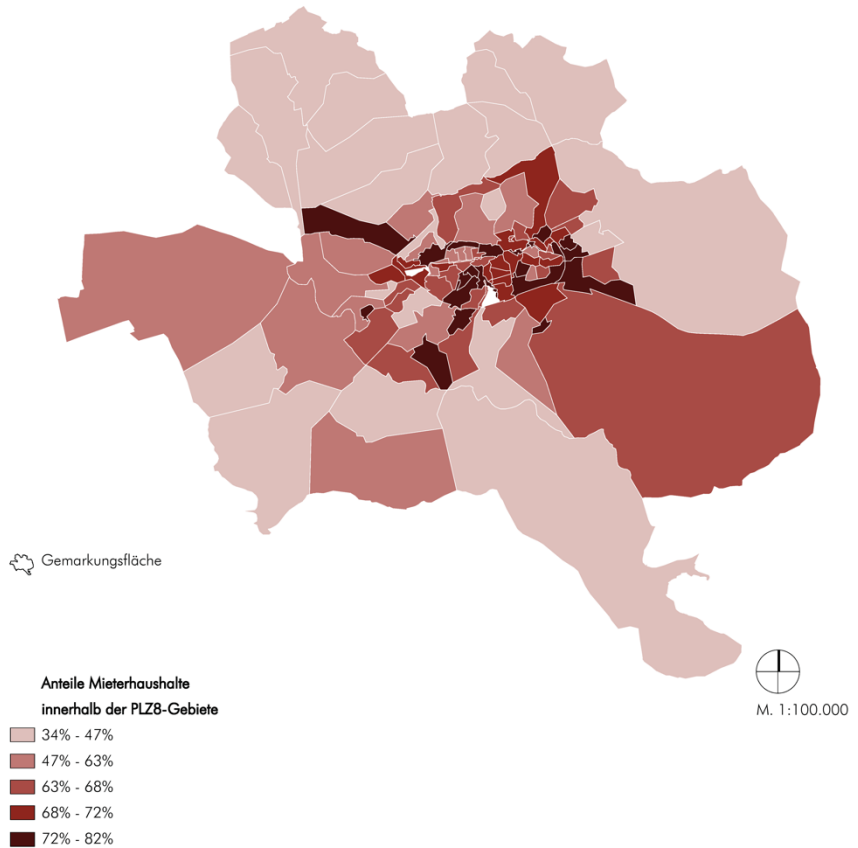 Gemarkungsfläche
Anteile Mieterhaushalte
innerhalb der PLZ8-Gebiete
34% - 47%
47% - 63%
63% - 68%
68% - 72%
72% - 82%
M. 1:100.000